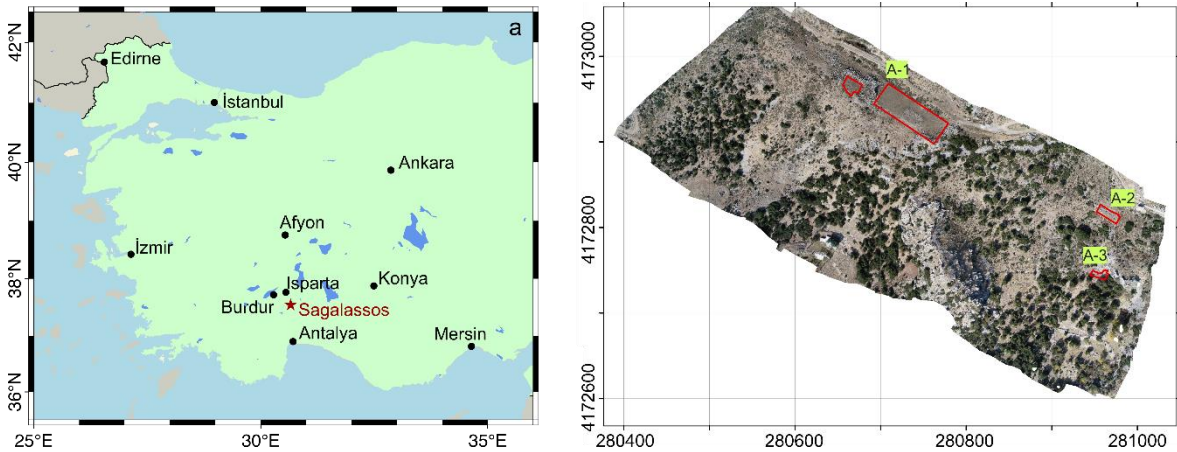 a
42°N
Edirne
İstanbul
40°N
Ankara
Afyon
İzmir
Isparta
Konya
38°N
Burdur
Sagalassos
Antalya
Mersin
36°N
25°E
30°E
35°E
4173000
A-1
4172800
A-2
A-3
4172600
280400
280600
280800
281000